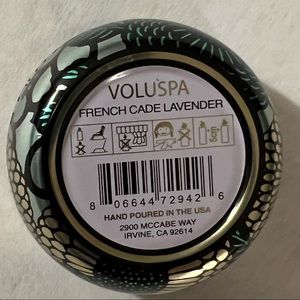 VOLUSPA
FRENCH CADE LAVENDER
5cm
8 06644 72942 6
HAND POURED IN THE USA
2900 MCCABE WAY
IRVINE, CA 92614